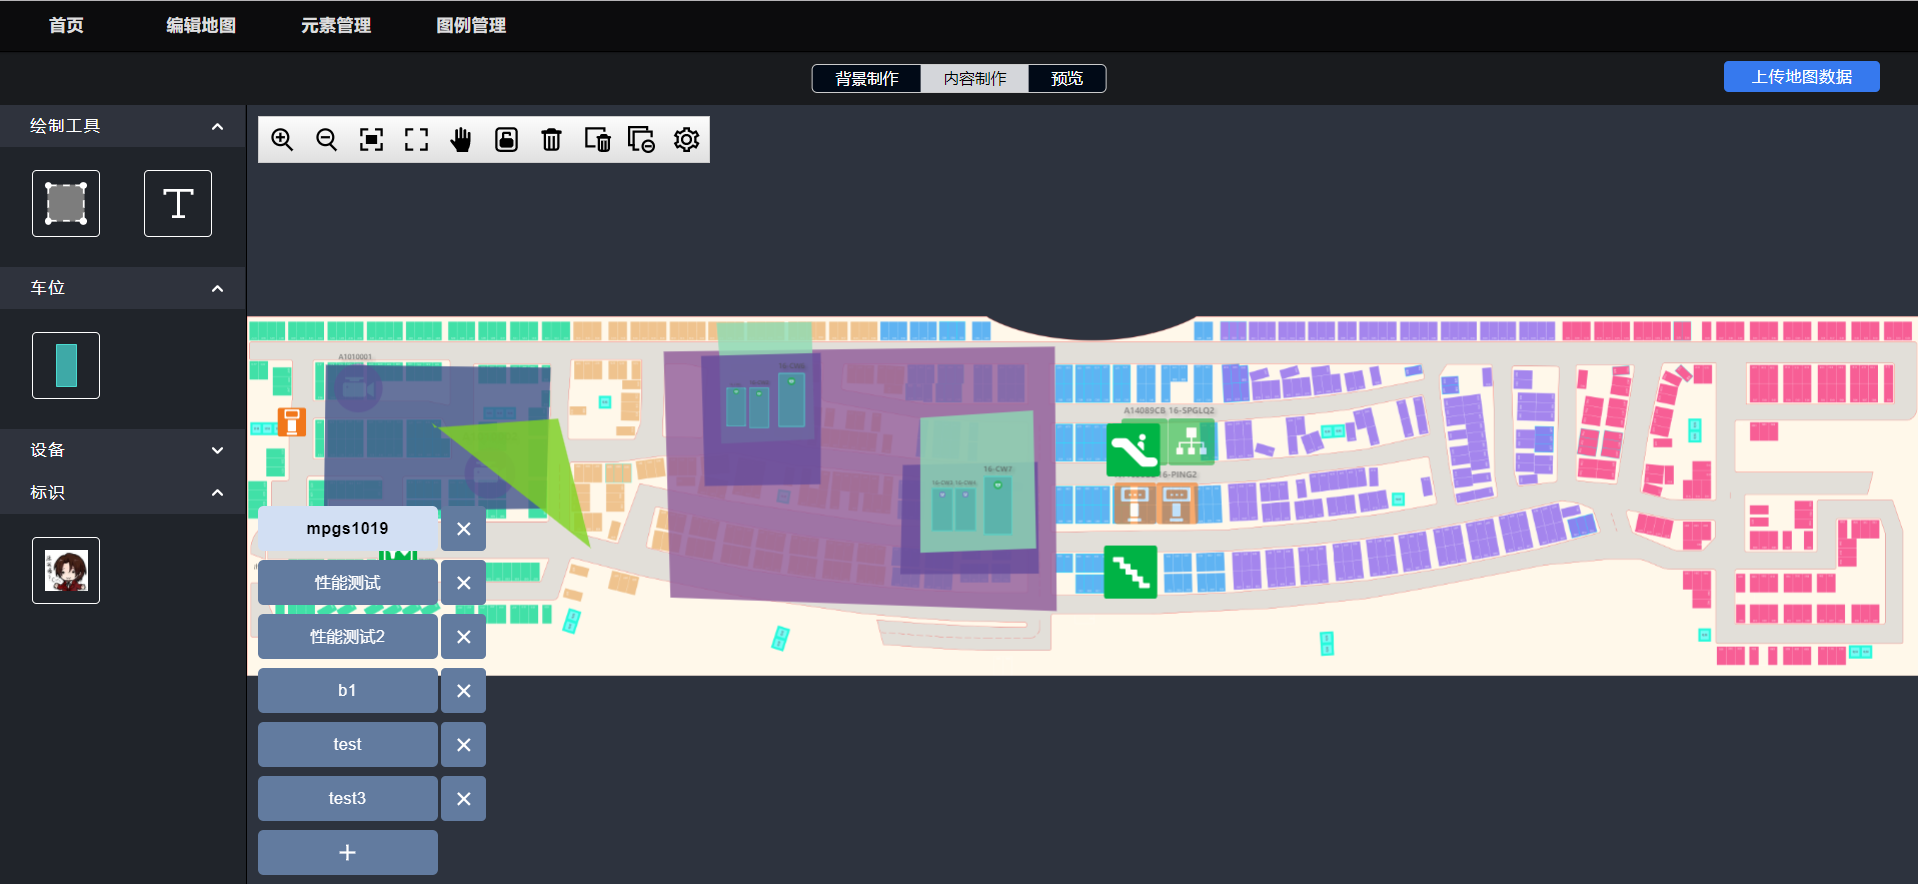 首页 编辑地图 元素管理 图例管理
背景制作 内容制作 预览 上传地图数据
绘制工具
T
车位
设备
标识
A1010001
16-CW7
A14089CB 16-SPGLQ2
16-PING2
mpgs1019
性能测试
性能测试2
b1
test
test3